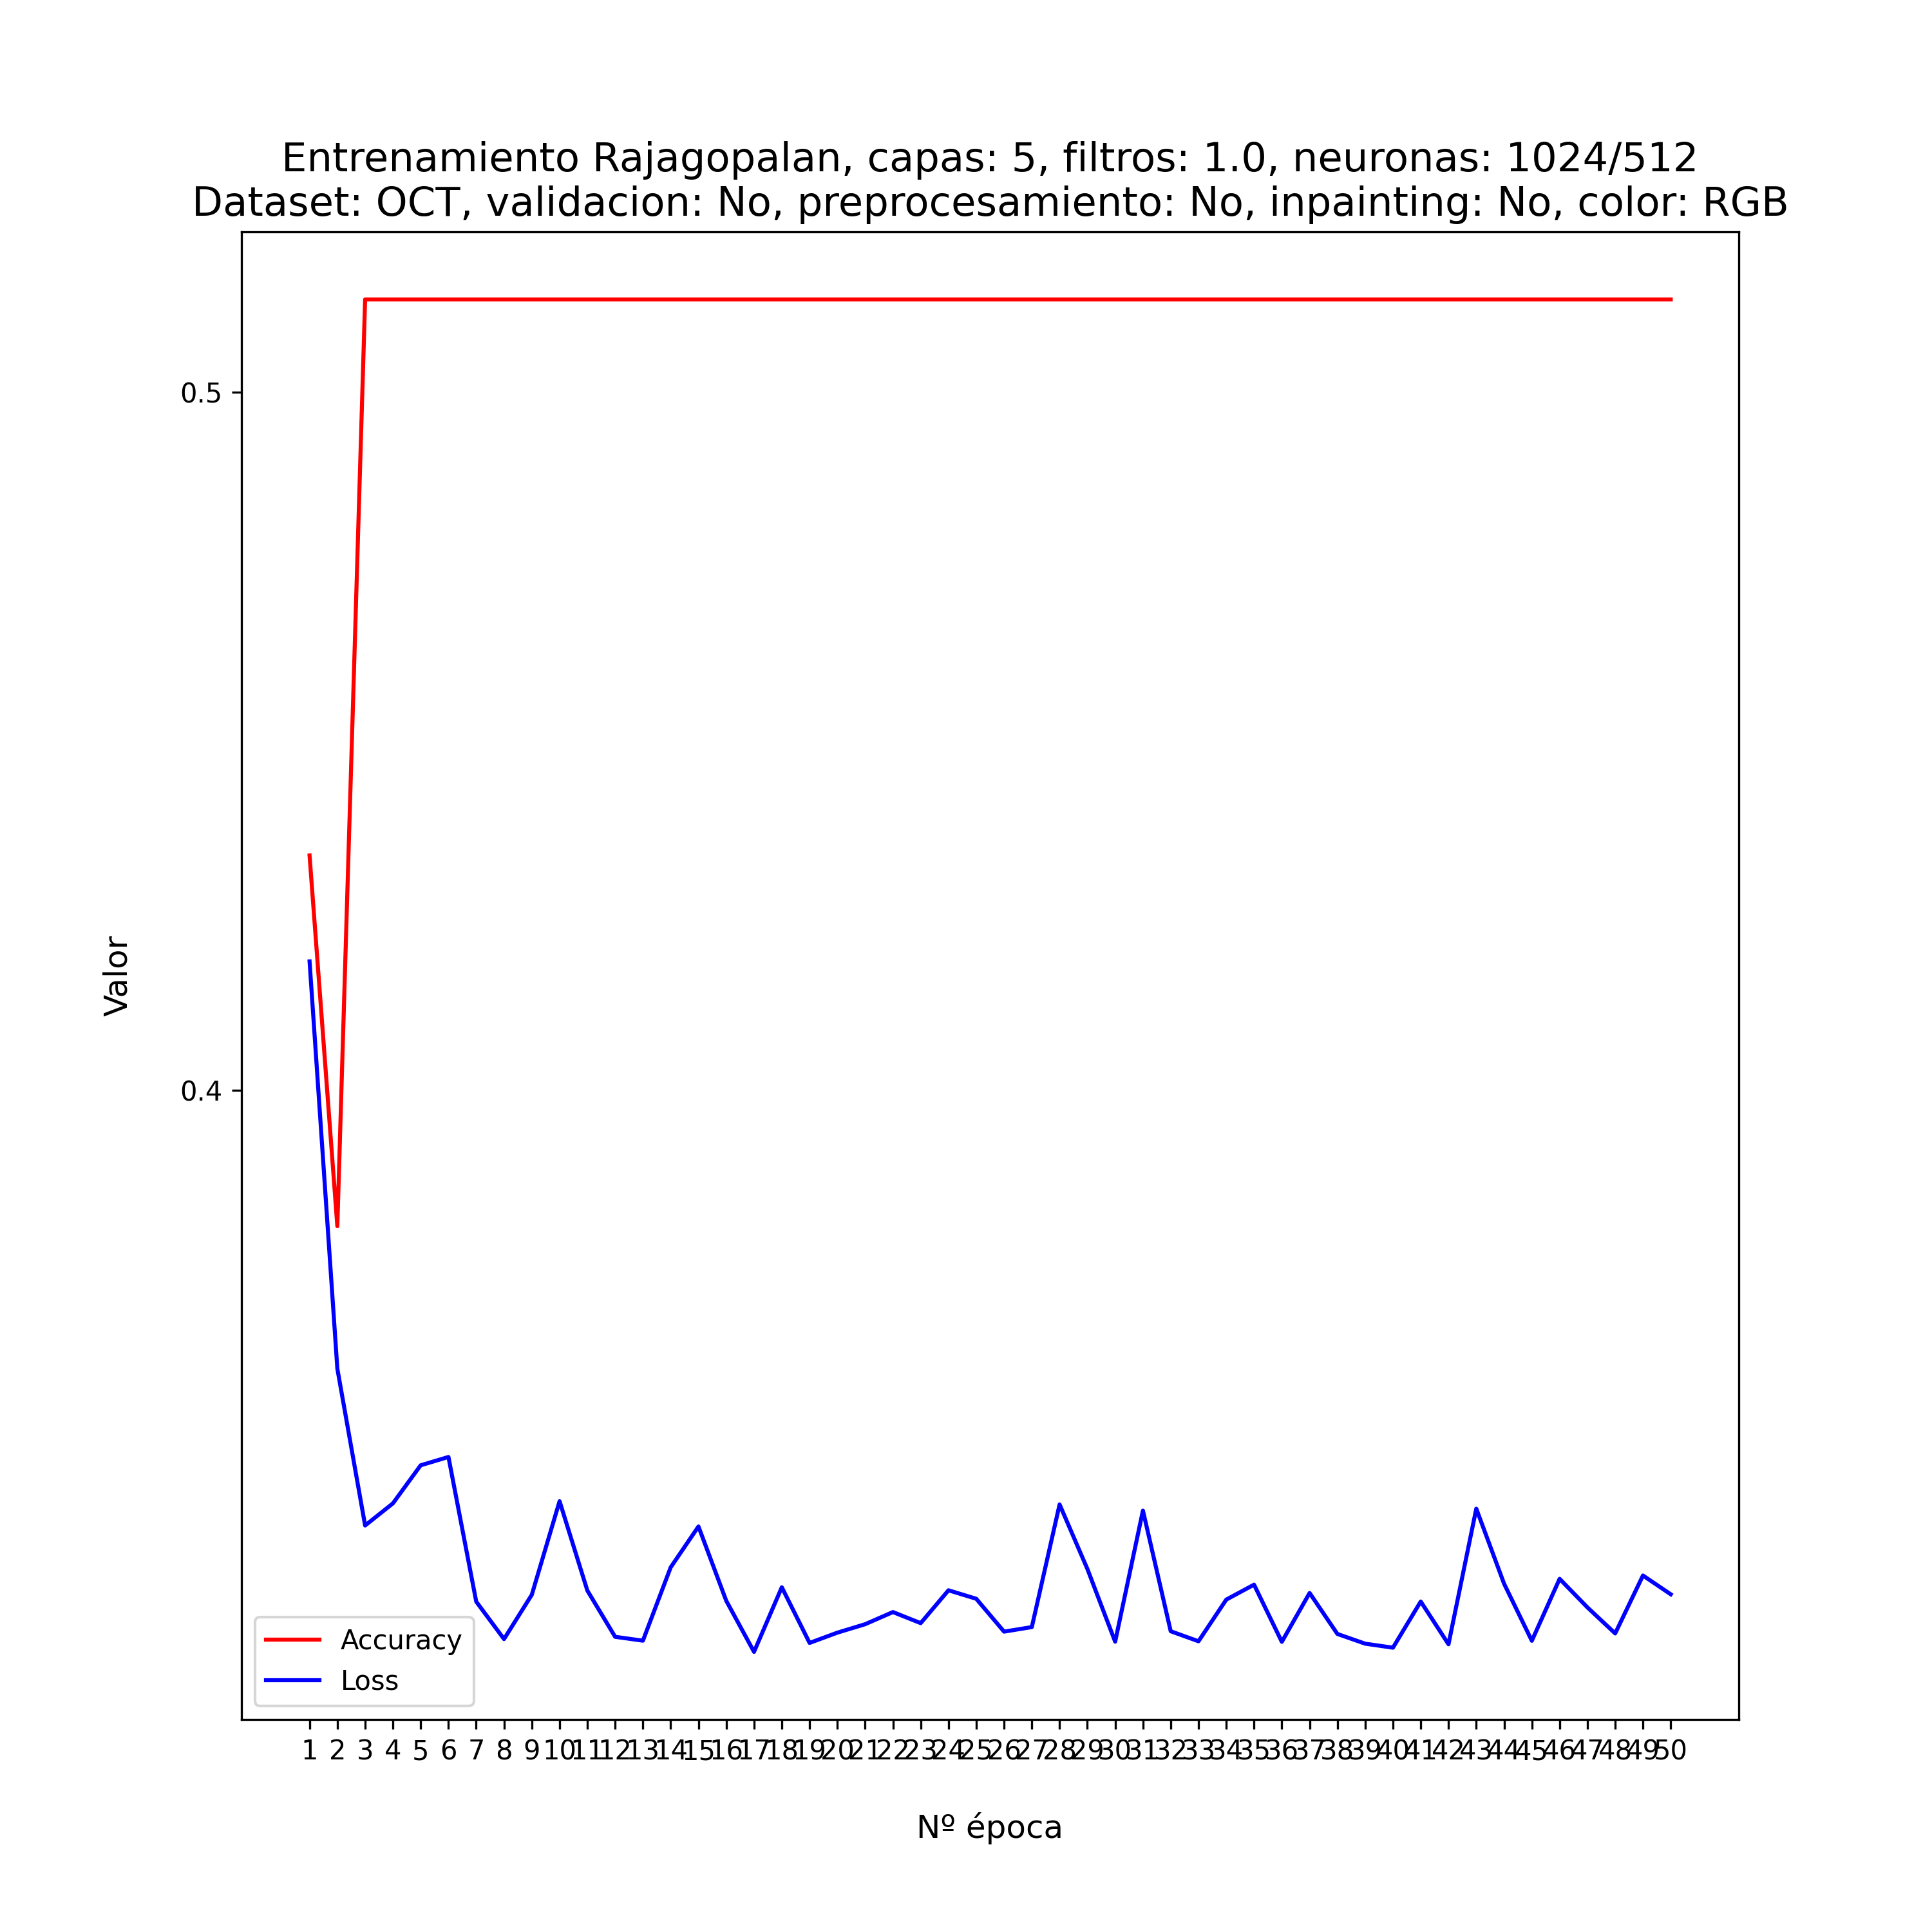 Entrenamiento Rajagopalan, capas: 5, filtros: 1.0, neuronas: 1024/512
Dataset: OCT, validacion: No, preprocesamiento: No, inpainting: No, color: RGB
0.5
0.4
Valor
Accuracy
Loss
1 2 3 4 5 6 7 8 9 10 11 12 13 14 15 16 17 18 19 20 21 22 23 24 25 26 27 28 29 30 31 32 33 34 35 36 37 38 39 40 41 42 43 44 45 46 47 48 49 50
Nº época